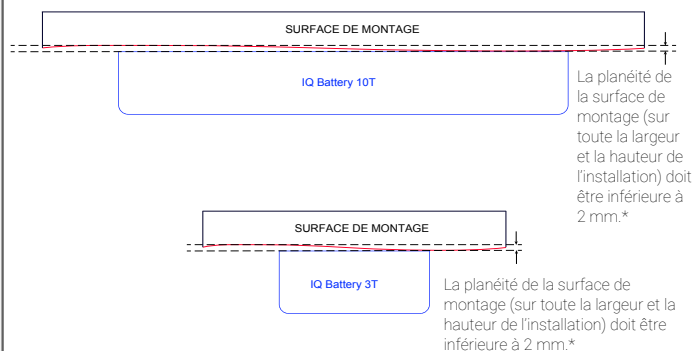 SURFACE DE MONTAGE
IQ Battery 10T
La planéité de
la surface de
montage (sur
toute la largeur
et la hauteur de
l’installation) doit
être inférieure à
2 mm.*
SURFACE DE MONTAGE
IQ Battery 3T
La planéité de la surface de
montage (sur toute la largeur et la
hauteur de l’installation) doit être
inférieure à 2 mm.*